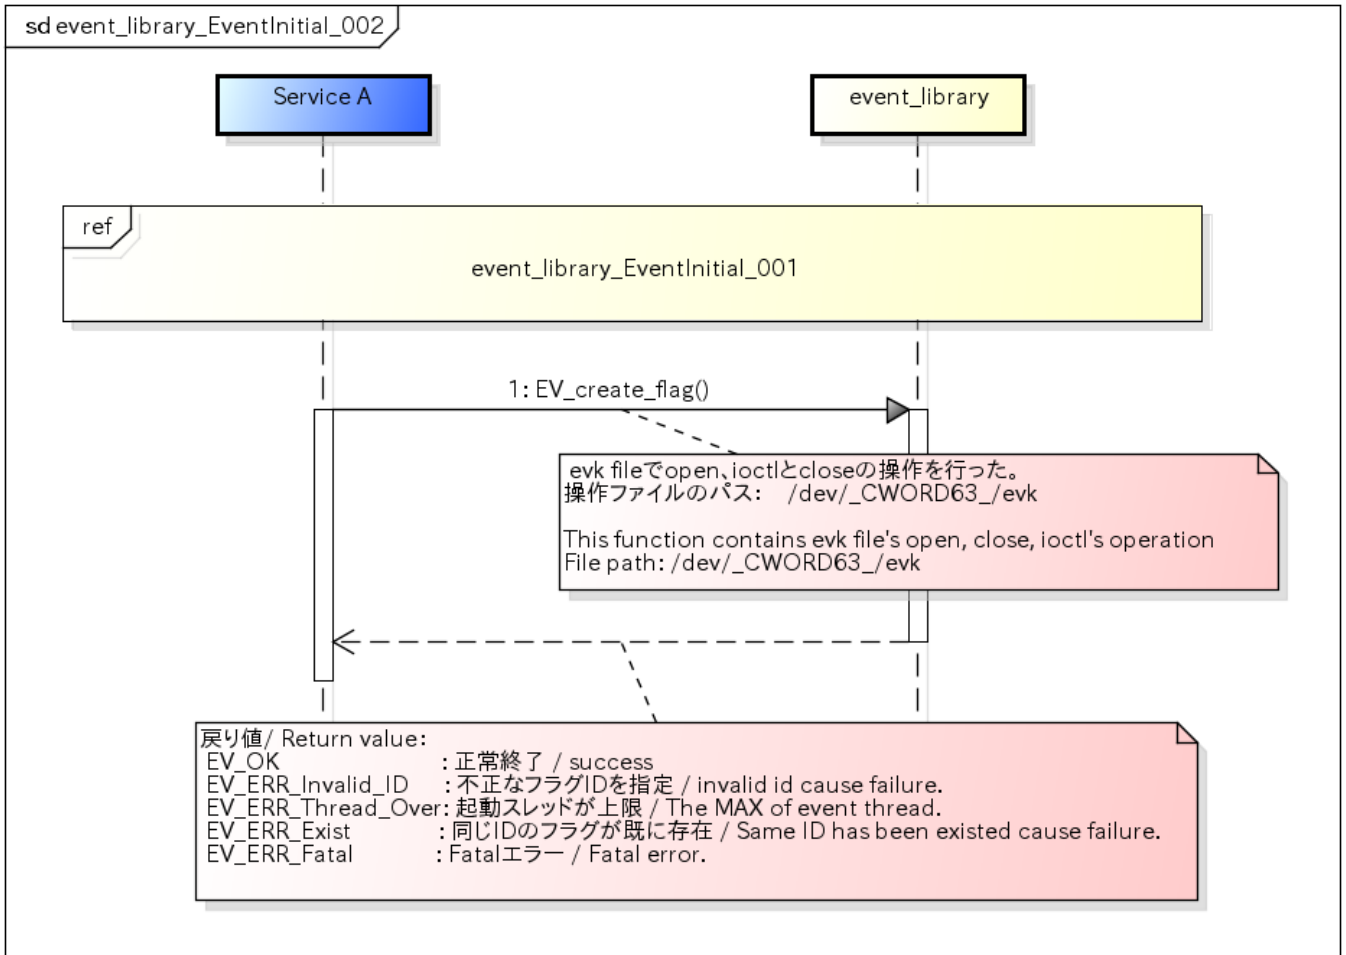 sd event_library_EventInitial_002
Service A
event_library
ref
event_library_EventInitial_001
1: EV_create_flag()
evk fileでopen、ioctlとcloseの操作を行った。
操作ファイルのパス: /dev/_CWORD63_/evk
This function contains evk file's open, close, ioctl's operation
File path: /dev/_CWORD63_/evk
戻り値/ Return value:
EV_OK : 正常終了 / success
EV_ERR_Invalid_ID : 不正なフラグIDを指定 / invalid id cause failure.
EV_ERR_Thread_Over: 起動スレッドが上限 / The MAX of event thread.
EV_ERR_Exist : 同じIDのフラグが既に存在 / Same ID has been existed cause failure.
EV_ERR_Fatal : Fatalエラー / Fatal error.